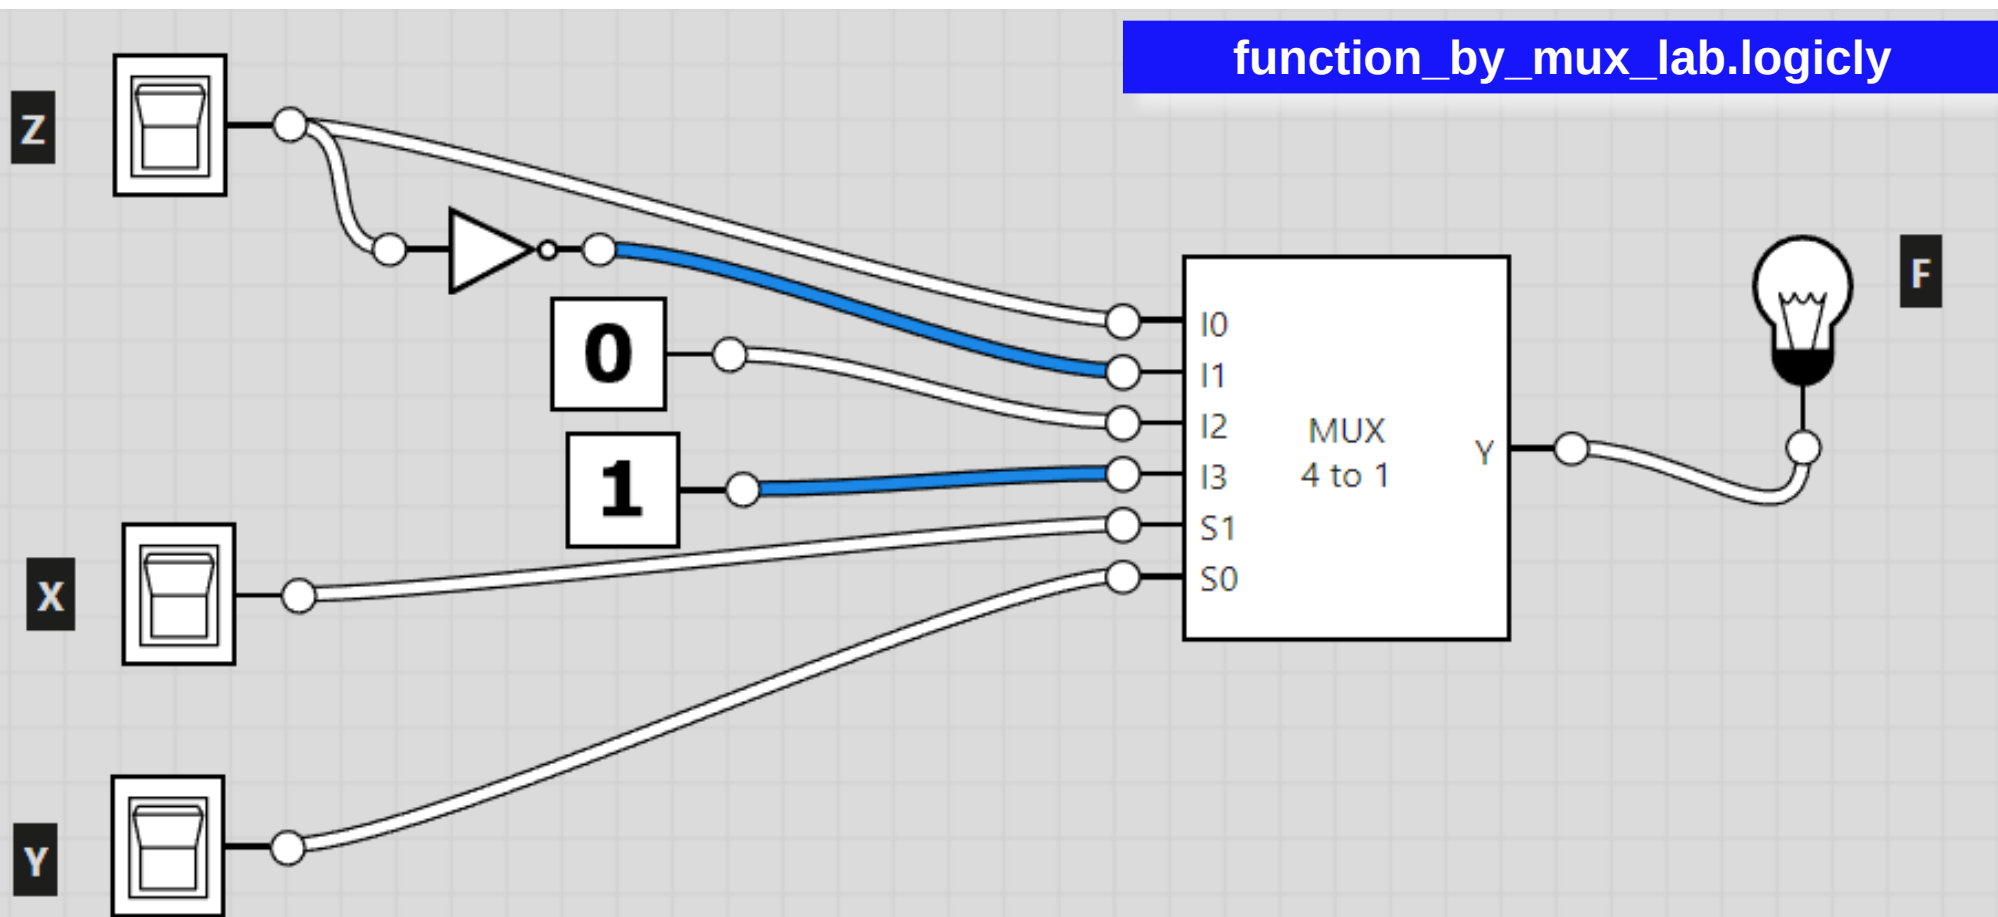 function_by_mux_lab.logicly
Z
F
0
I0
I1
I2
I3
S1
S0
MUX
4 to 1
Y
1
X
Y